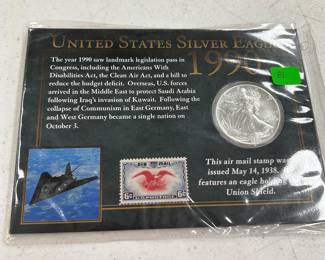 UNITED STATES SILVER EAGLE
1990
The year 1990 saw landmark legislation pass in
Congress, including the Americans With
Disabilities Act, the Clean Air Act, and a bill to
reduce the budget deficit. Overseas, U.S. forces
arrived in the Middle East to protect Saudi Arabia
following Iraq's invasion of Kuwait. Following the
collapse of Communism in East Germany, East
and West Germany became a single nation on
October 3.
AIR MAIL
6¢
6¢
This air mail stamp was
issued May 14, 1938.
features an eagle holding
Union Shield.